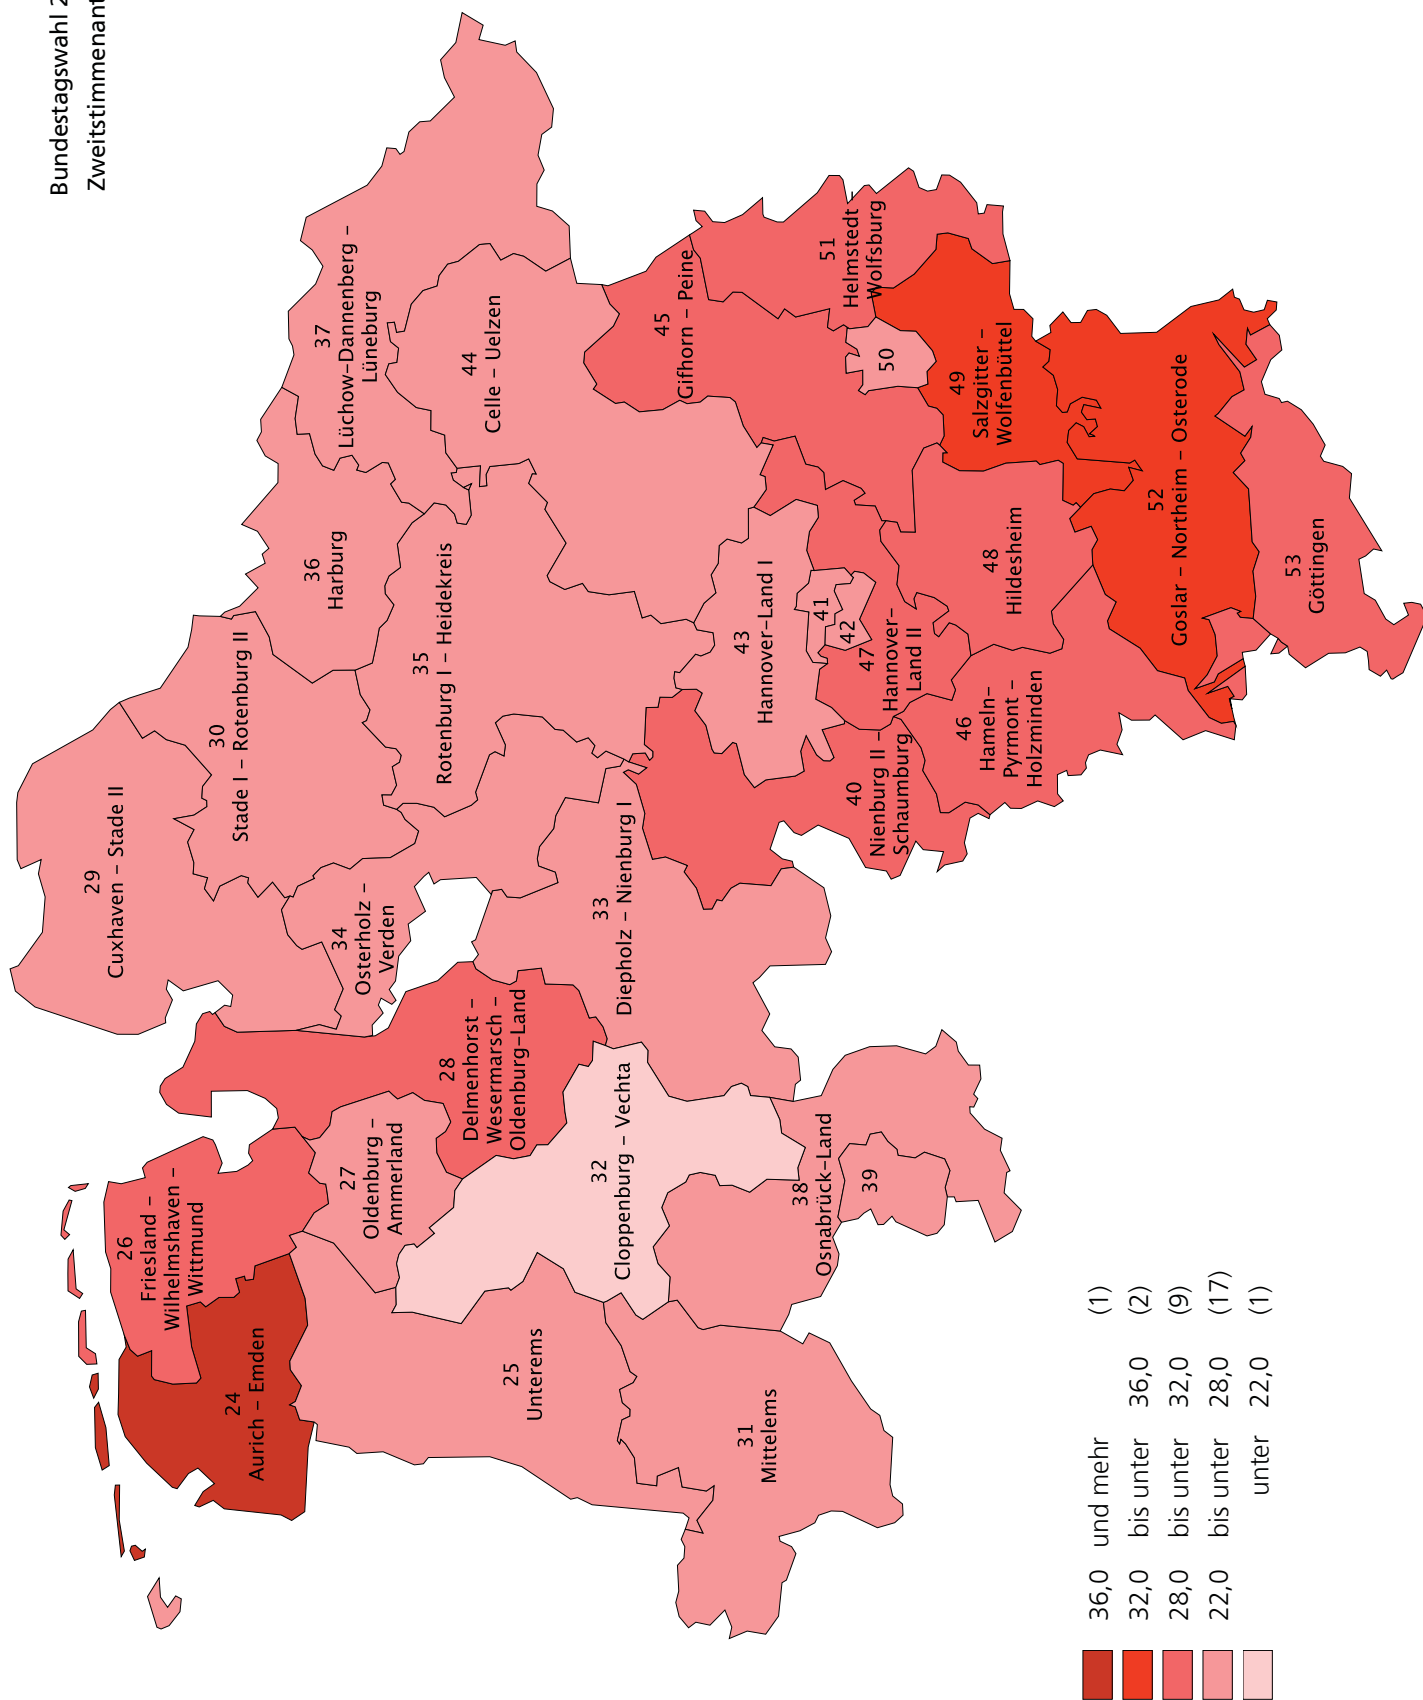 Bundestagswahl 2
Zweitstimmenant
29
Cuxhaven – Stade II
26
Friesland –
Wilhelmshaven –
Wittmund
30
Stade I – Rotenburg II
24
Aurich – Emden
36
Harburg
37
Lüchow–Dannenberg –
Lüneburg
34
Osterholz –
Verden
27
Oldenburg –
Ammerland
35
Rotenburg I – Heidekreis
28
Delmenhorst –
Wesermarsch –
Oldenburg–Land
44
Celle – Uelzen
25
Unterems
33
Diepholz – Nienburg I
32
Cloppenburg – Vechta
45
Gifhorn – Peine
43
Hannover–Land I
31
Mittelems
38
Osnabrück–Land
39
41
42
51
Helmstedt –
Wolfsburg
40
Nienburg II –
Schaumburg
47
Hannover–
Land II
50
49
Salzgitter –
Wolfenbüttel
48
Hildesheim
46
Hameln–
Pyrmont –
Holzminden
52
Goslar – Northeim – Osterode
53
Göttingen
36,0 und mehr (1)
32,0 bis unter 36,0 (2)
28,0 bis unter 32,0 (9)
22,0 bis unter 28,0 (17)
unter 22,0 (1)